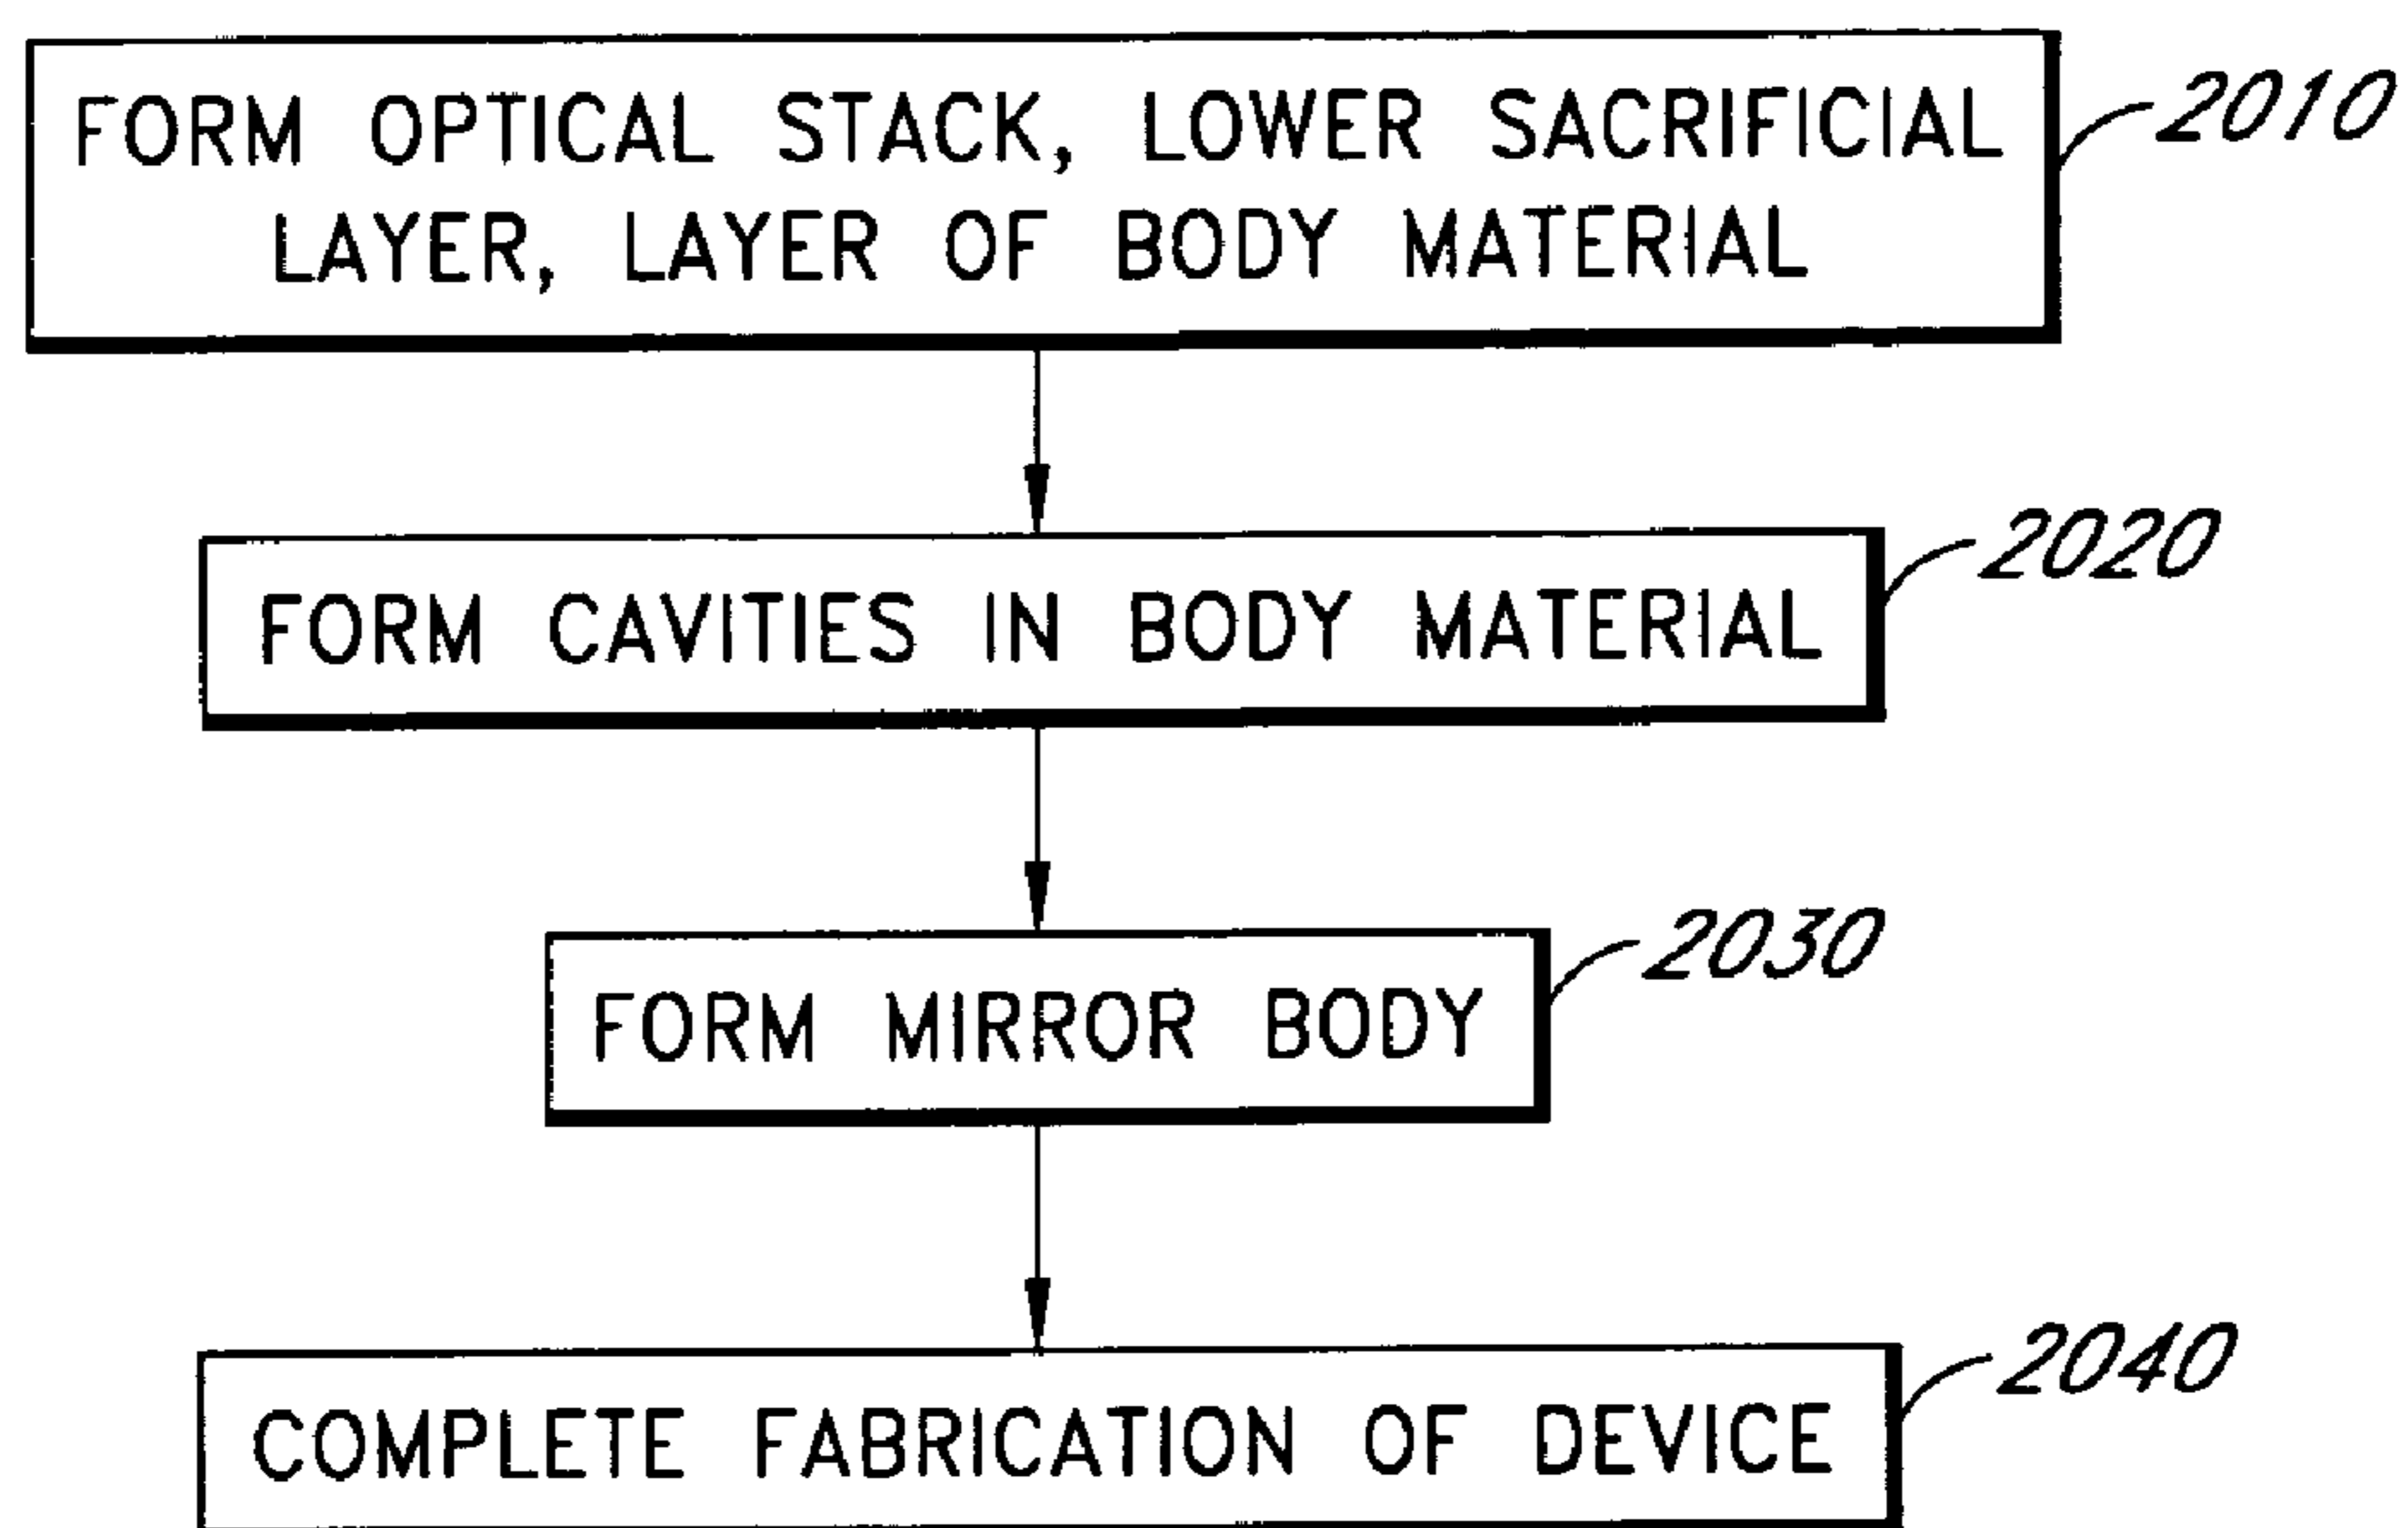 FORM OPTICAL STACK, LOWER SACRIFICIAL
LAYER, LAYER OF BODY MATERIAL
2010
FORM CAVITIES IN BODY MATERIAL
2020
FORM MIRROR BODY
2030
COMPLETE FABRICATION OF DEVICE
2040